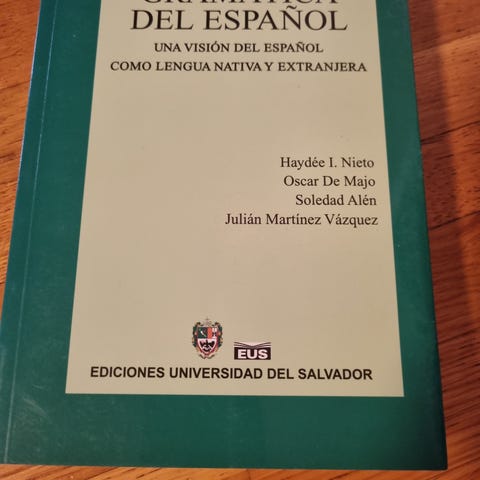 GRAMÁTICA
DEL ESPAÑOL
UNA VISIÓN DEL ESPAÑOL
COMO LENGUA NATIVA Y EXTRANJERA
Haydée I. Nieto
Oscar De Majo
Soledad Alén
Julián Martínez Vázquez
EUS
EDICIONES UNIVERSIDAD DEL SALVADOR